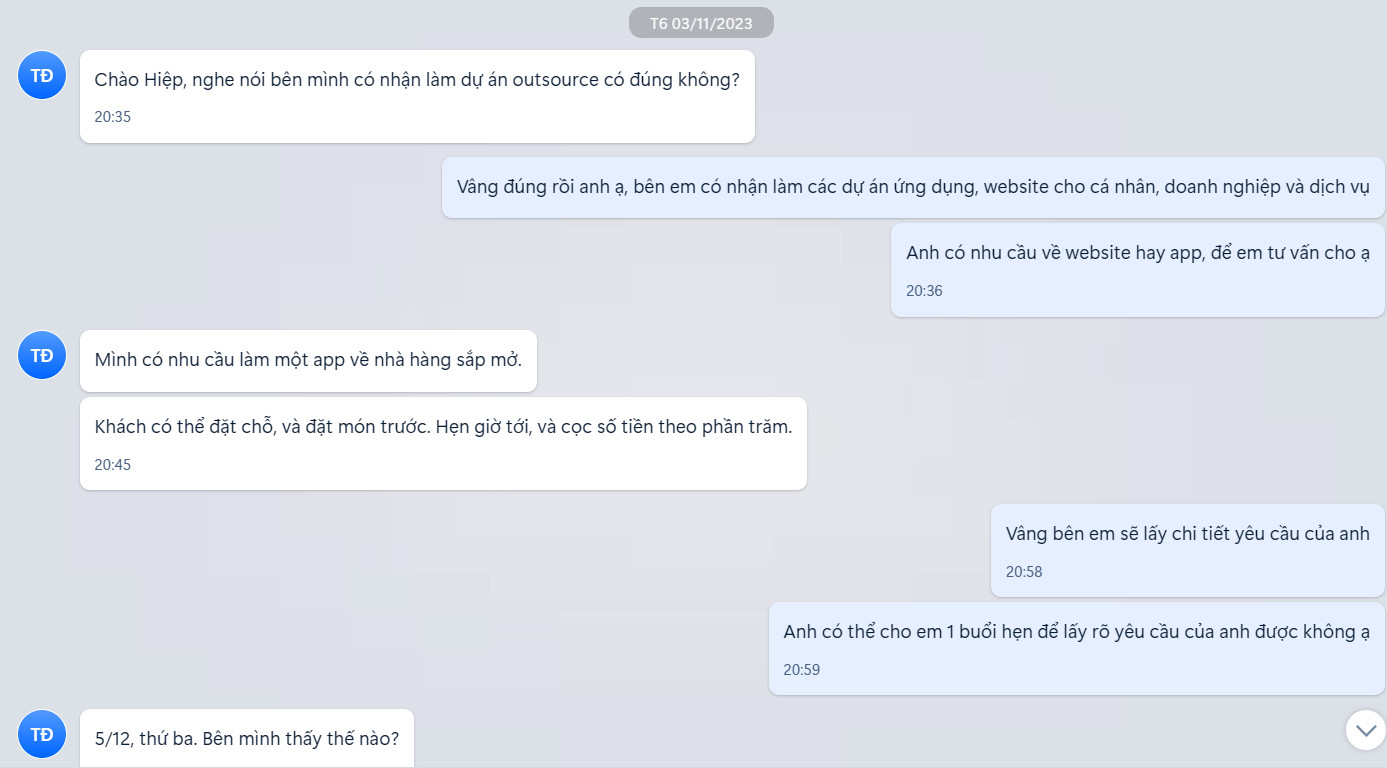 T6 03/11/2023
TĐ
Chào Hiệp, nghe nói bên mình có nhận làm dự án outsource có đúng không?
20:35
Vâng đúng rồi anh ạ, bên em có nhận làm các dự án ứng dụng, website cho cá nhân, doanh nghiệp và dịch vụ
Anh có nhu cầu về website hay app, để em tư vấn cho ạ
20:36
TĐ
Mình có nhu cầu làm một app về nhà hàng sắp mở.
Khách có thể đặt chỗ, và đặt món trước. Hẹn giờ tới, và cọc số tiền theo phần trăm.
20:45
Vâng bên em sẽ lấy chi tiết yêu cầu của anh
20:58
Anh có thể cho em 1 buổi hẹn để lấy rõ yêu cầu của anh được không ạ
20:59
TĐ
5/12, thứ ba. Bên mình thấy thế nào?